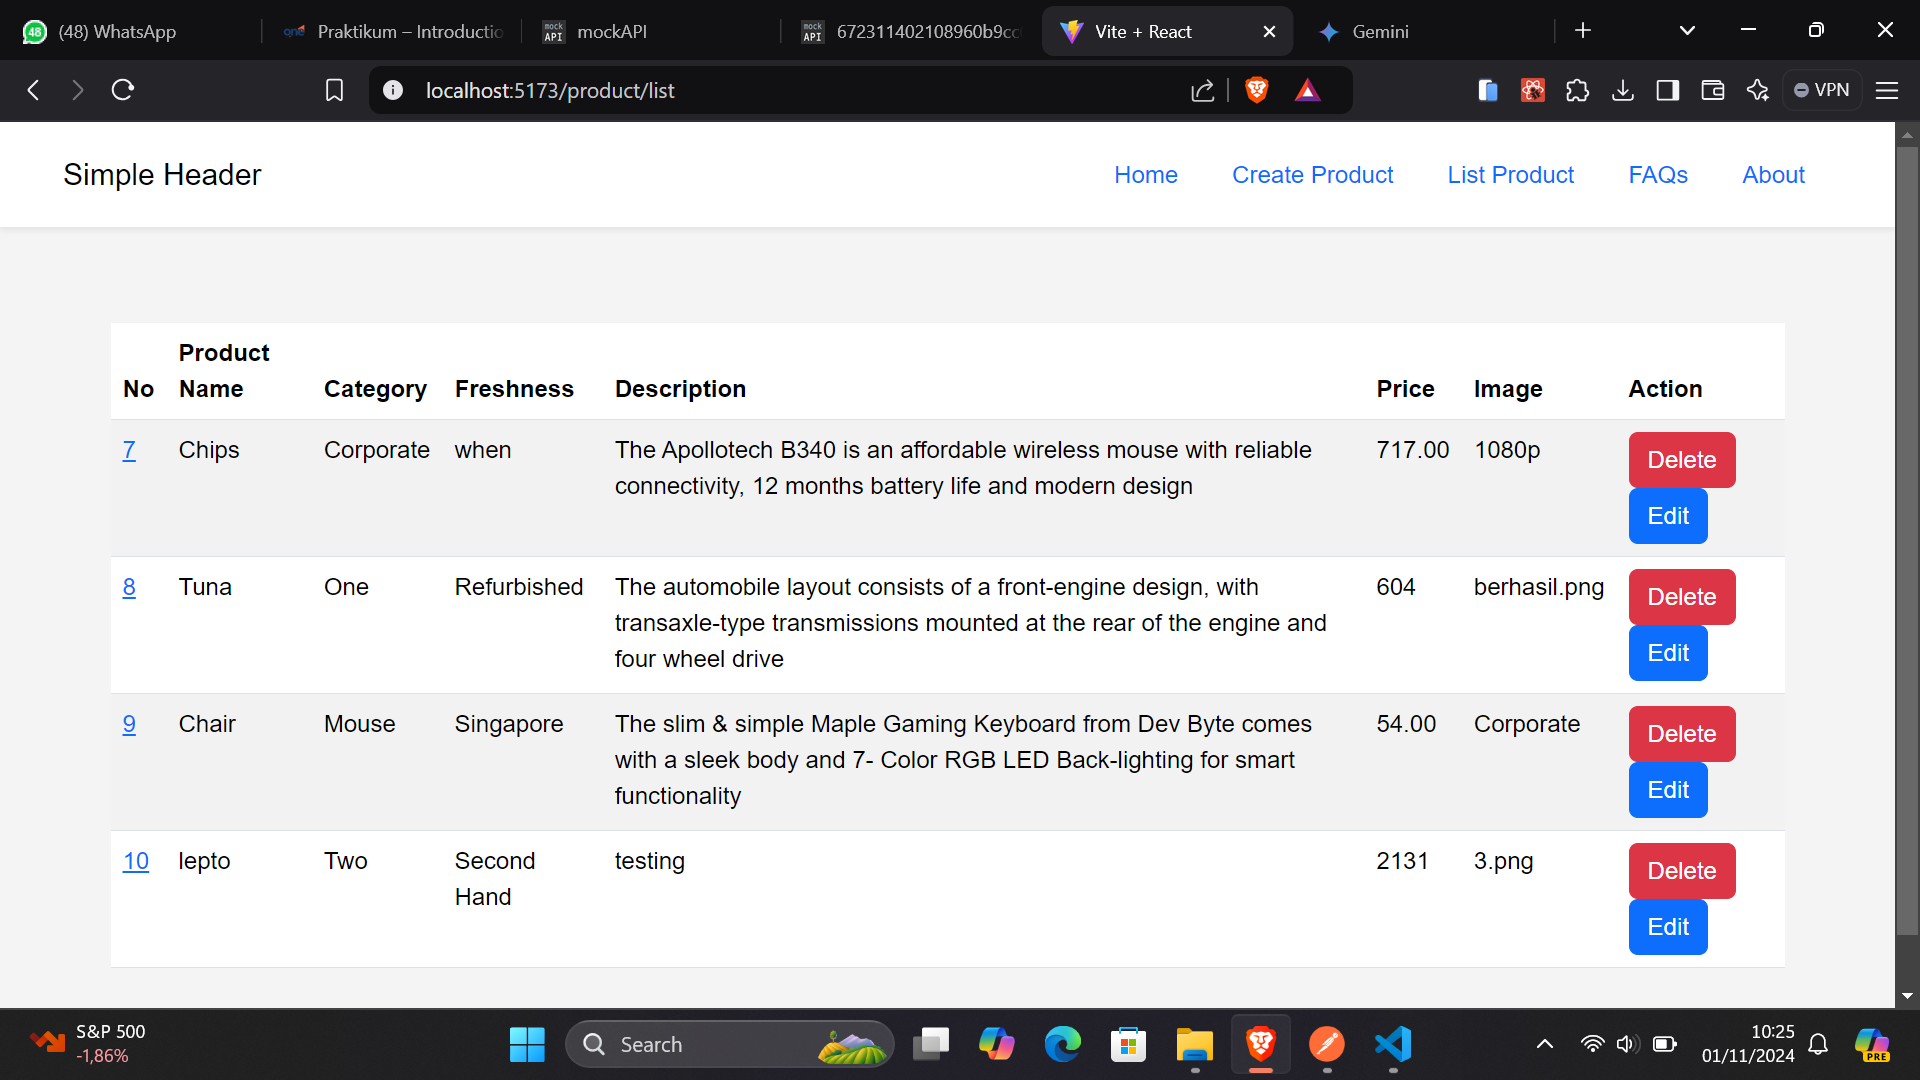 48 (48) WhatsApp
one Praktikum – Introductio
mock API mockAPI
mock API 672311402108960b9cc
Vite + React
Gemini
localhost:5173/product/list
VPN
Simple Header
Home Create Product List Product FAQs About
No Product Name Category Freshness Description Price Image Action
7 Chips Corporate when The Apollotech B340 is an affordable wireless mouse with reliable 717.00 1080p Delete
connectivity, 12 months battery life and modern design
Edit
8 Tuna One Refurbished The automobile layout consists of a front-engine design, with 604 berhasil.png Delete
transaxle-type transmissions mounted at the rear of the engine and
four wheel drive
Edit
9 Chair Mouse Singapore The slim & simple Maple Gaming Keyboard from Dev Byte comes 54.00 Corporate Delete
with a sleek body and 7- Color RGB LED Back-lighting for smart
functionality
Edit
10 lepto Two Second testing 2131 3.png Delete
Hand
Edit
S&P 500
-1,86%
Search
10:25
01/11/2024
PRE